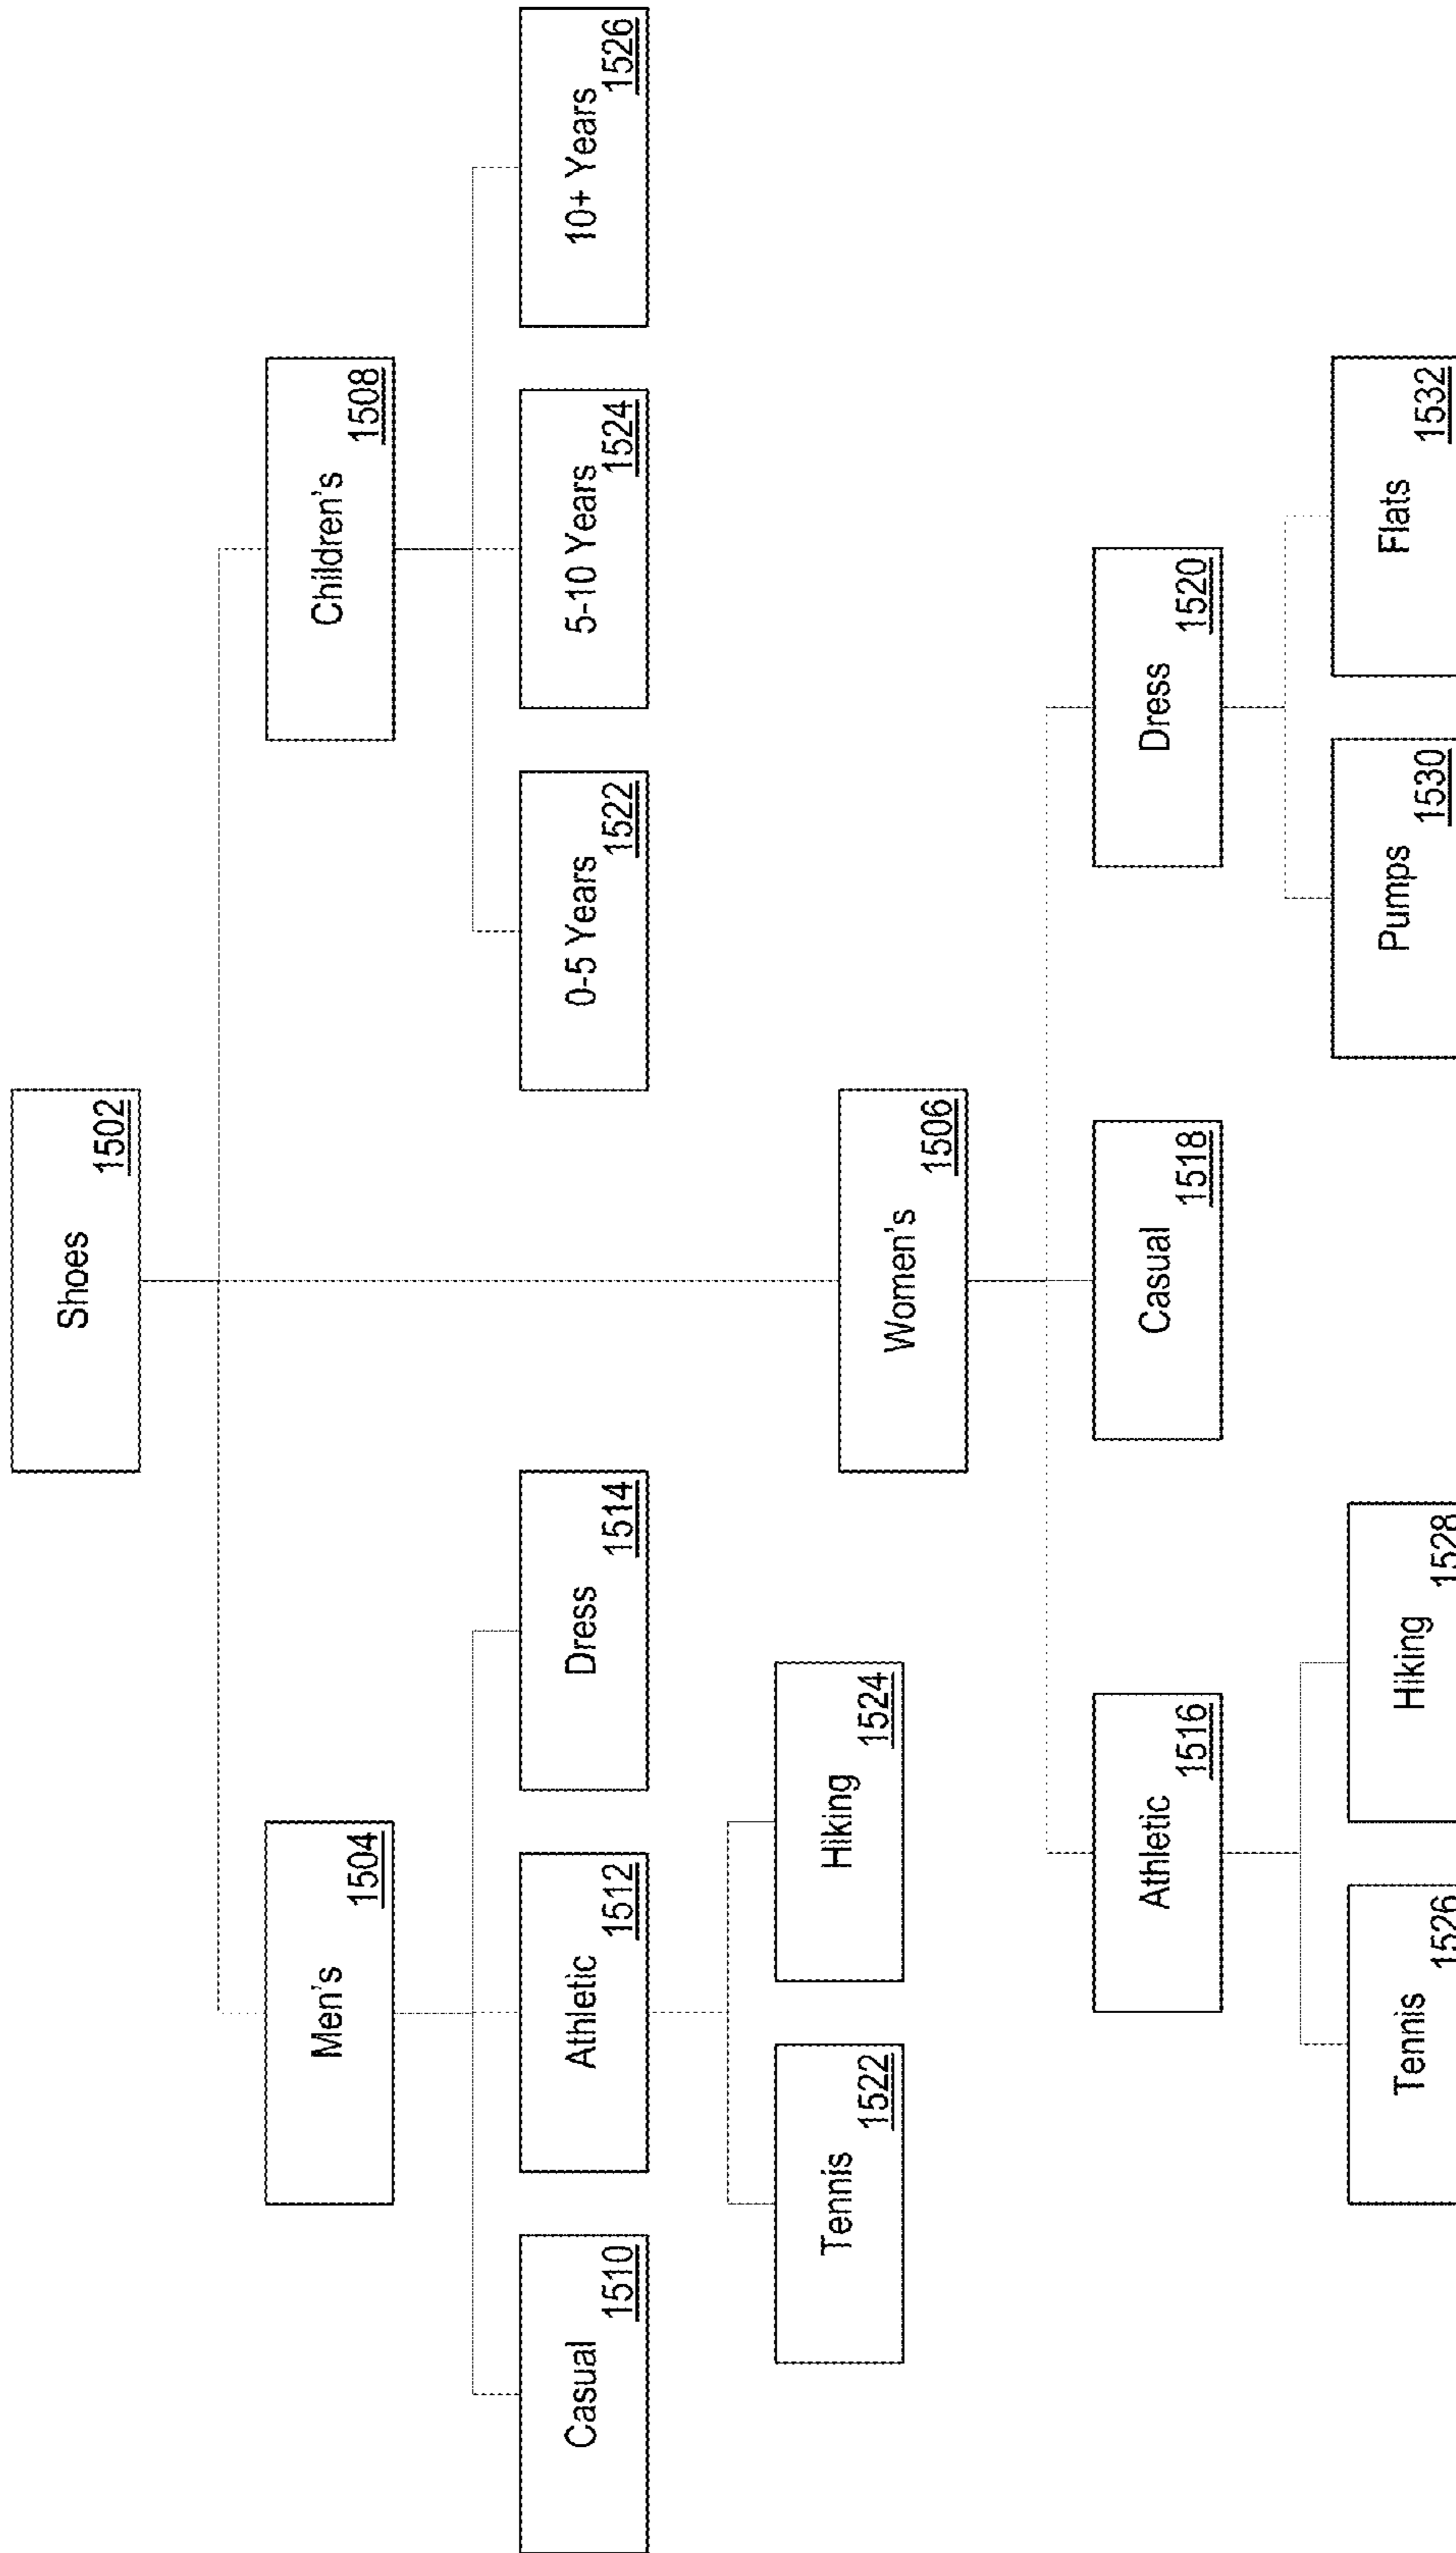 Shoes
1502
Men's
1504
Children's
1508
Casual
1510
Athletic
1512
Dress
1514
0-5 Years
1522
5-10 Years
1524
10+ Years
1526
Tennis
1522
Hiking
1524
Women's
1506
Athletic
1516
Casual
1518
Dress
1520
Tennis
1526
Hiking
1528
Pumps
1530
Flats
1532